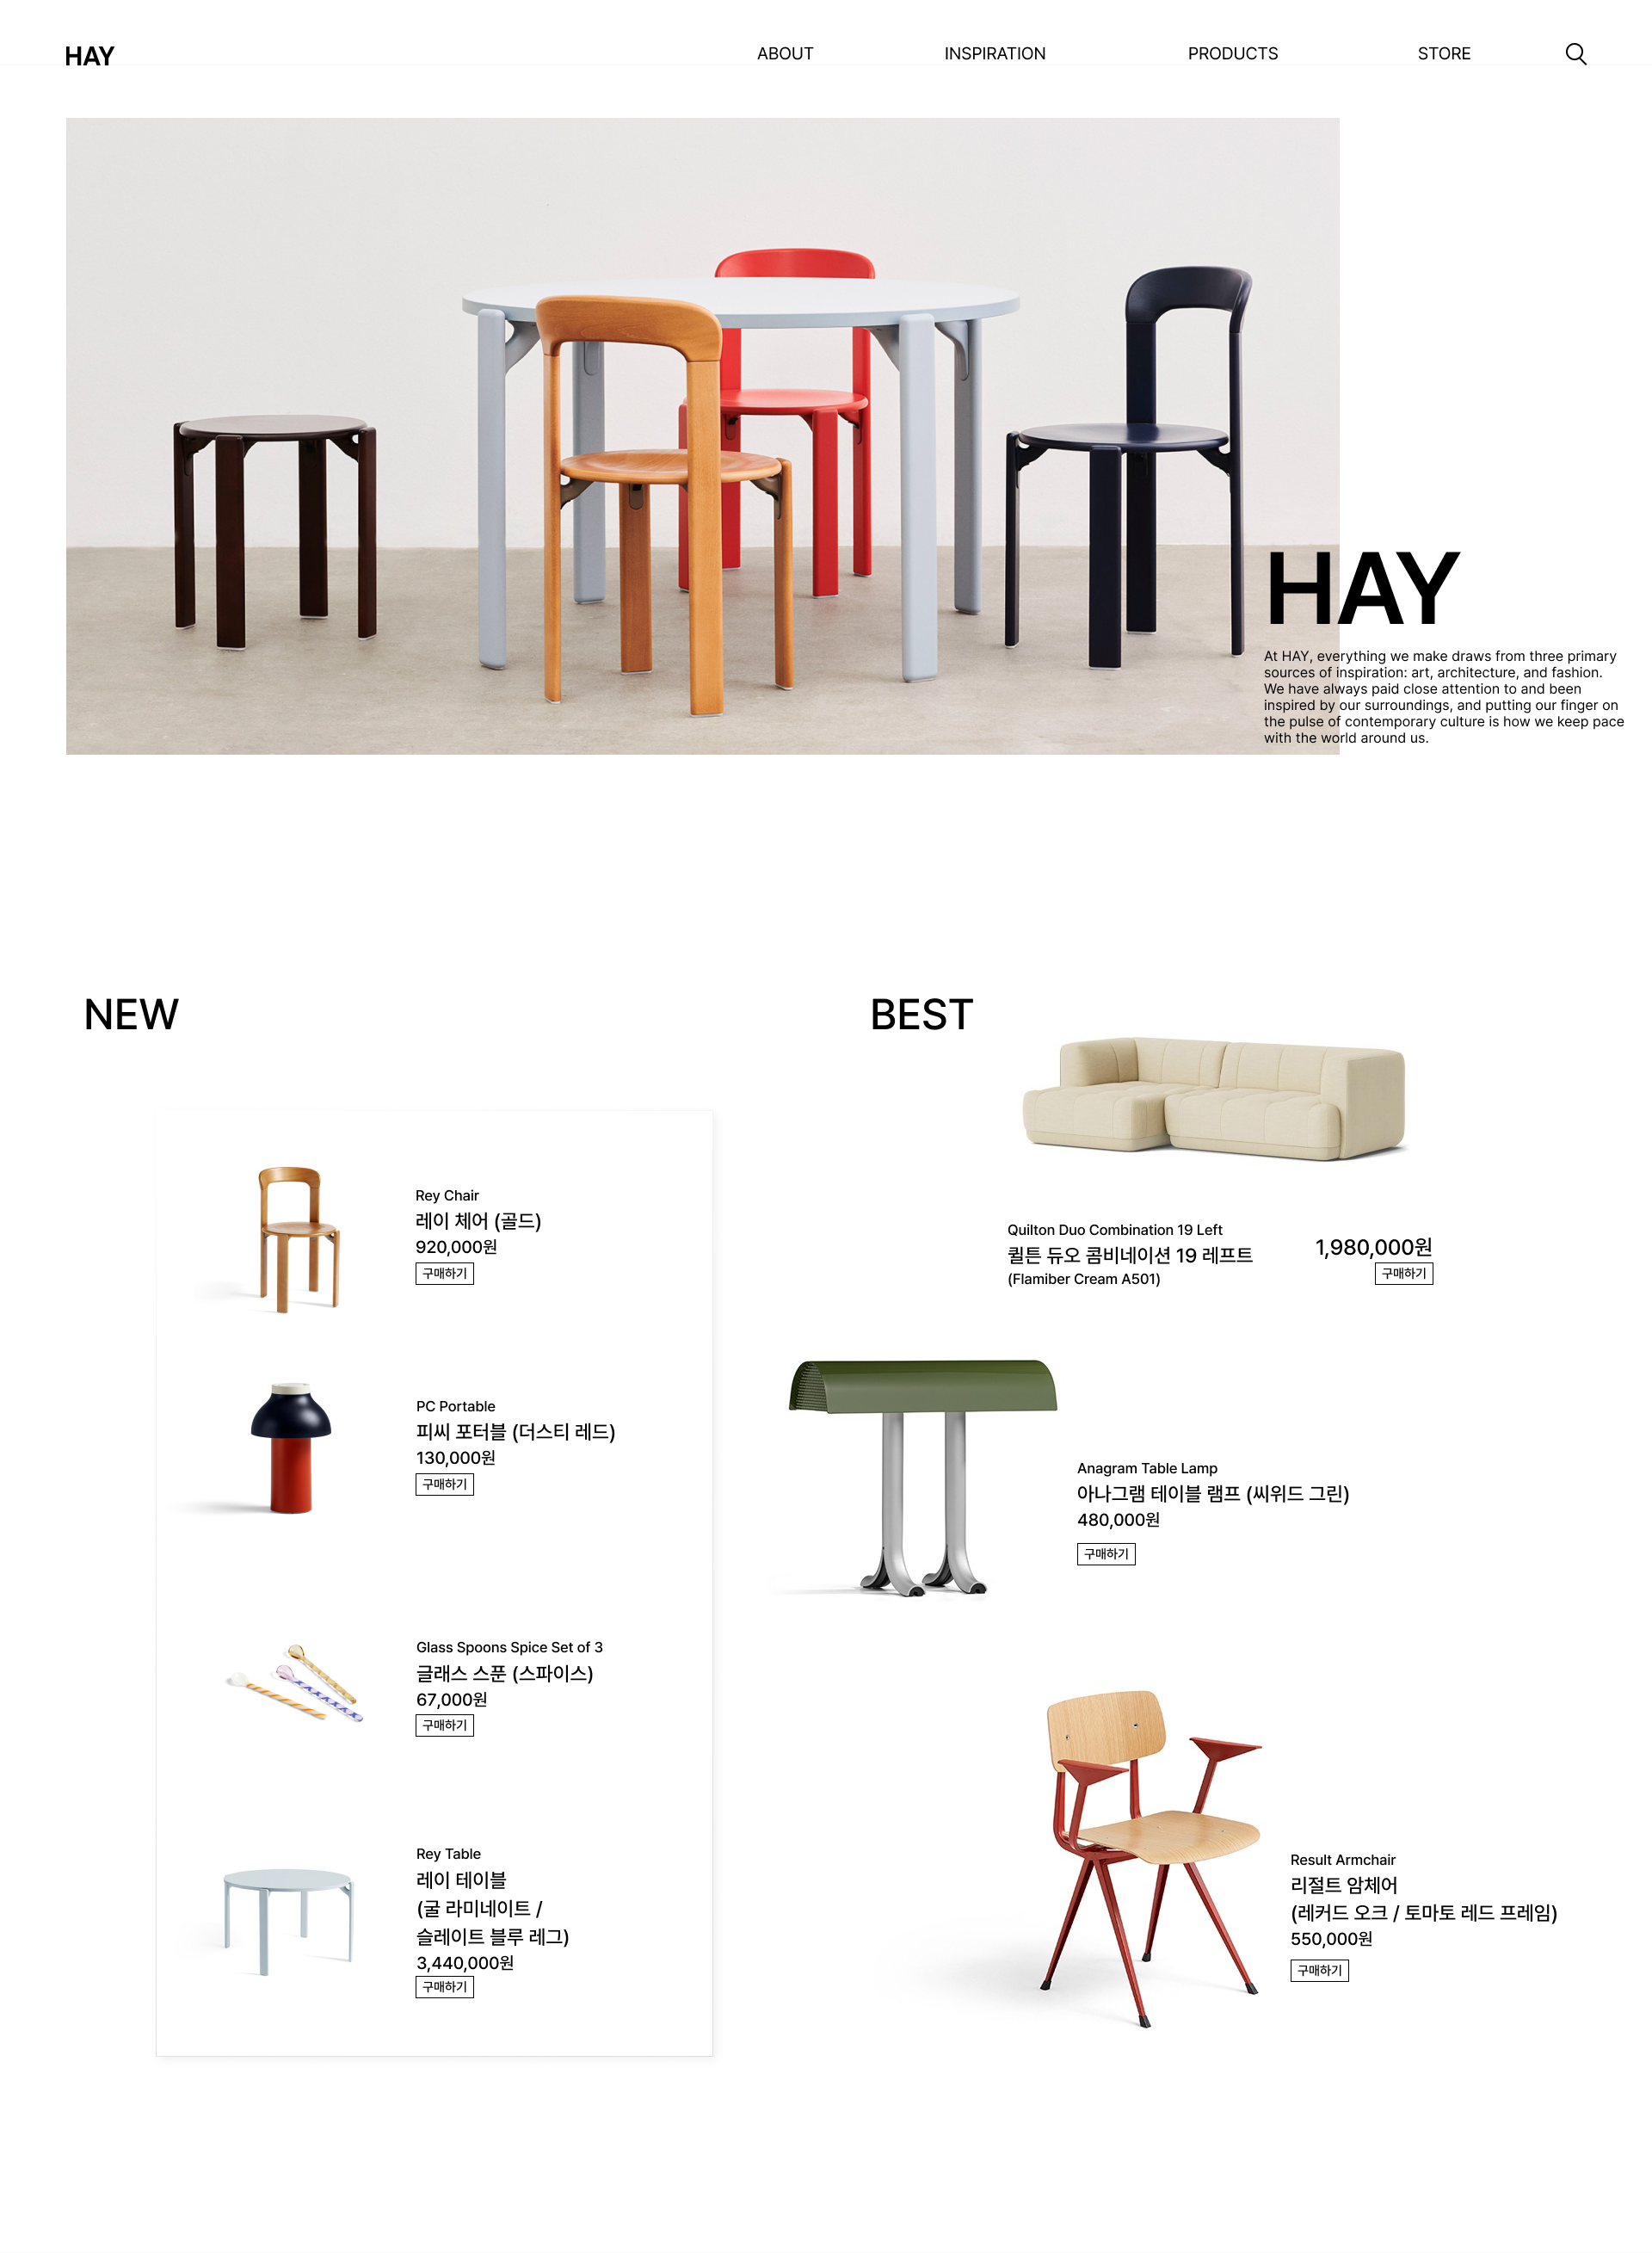 HAY
ABOUT
INSPIRATION
PRODUCTS
STORE
HAY
At HAY, everything we make draws from three primary
sources of inspiration: art, architecture, and fashion.
We have always paid close attention to and been
inspired by our surroundings, and putting our finger on
the pulse of contemporary culture is how we keep pace
with the world around us.
NEW
Rey Chair
레이 체어 (골드)
920,000원
구매하기
PC Portable
피씨 포터블 (더스티 레드)
130,000원
구매하기
Glass Spoons Spice Set of 3
글래스 스푼 (스파이스)
67,000원
구매하기
Rey Table
레이 테이블
(굴 라미네이트 /
슬레이트 블루 레그)
3,440,000원
구매하기
BEST
Quilton Duo Combination 19 Left
퀼튼 듀오 콤비네이션 19 레프트
(Flamiber Cream A501)
1,980,000원
구매하기
Anagram Table Lamp
아나그램 테이블 램프 (씨위드 그린)
480,000원
구매하기
Result Armchair
리절트 암체어
(레커드 오크 / 토마토 레드 프레임)
550,000원
구매하기